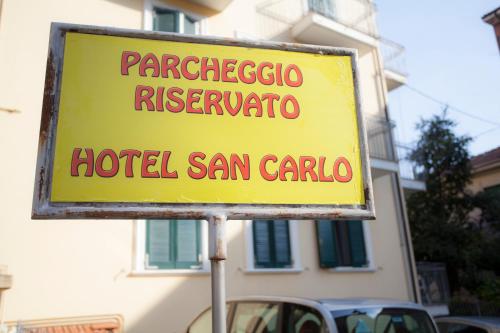 PARCHEGGIO
RISERVATO
HOTEL SAN CARLO